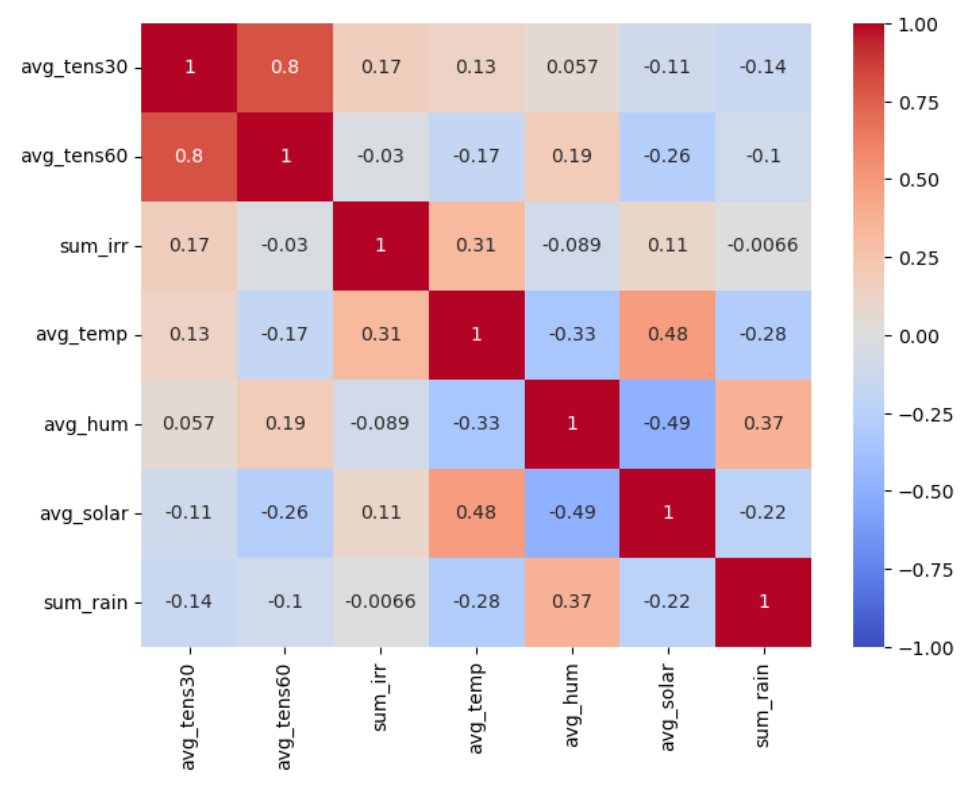 avg_tens30 1 0.8 0.17 0.13 0.057 -0.11 -0.14
avg_tens60 0.8 1 -0.03 -0.17 0.19 -0.26 -0.1
sum_irr 0.17 -0.03 1 0.31 -0.089 0.11 -0.0066
avg_temp 0.13 -0.17 0.31 1 -0.33 0.48 -0.28
avg_hum 0.057 0.19 -0.089 -0.33 1 -0.49 0.37
avg_solar -0.11 -0.26 0.11 0.48 -0.49 1 -0.22
sum_rain -0.14 -0.1 -0.0066 -0.28 0.37 -0.22 1
avg_tens30 avg_tens60 sum_irr avg_temp avg_hum avg_solar sum_rain
1.00
0.75
0.50
0.25
0.00
−0.25
−0.50
−0.75
−1.00